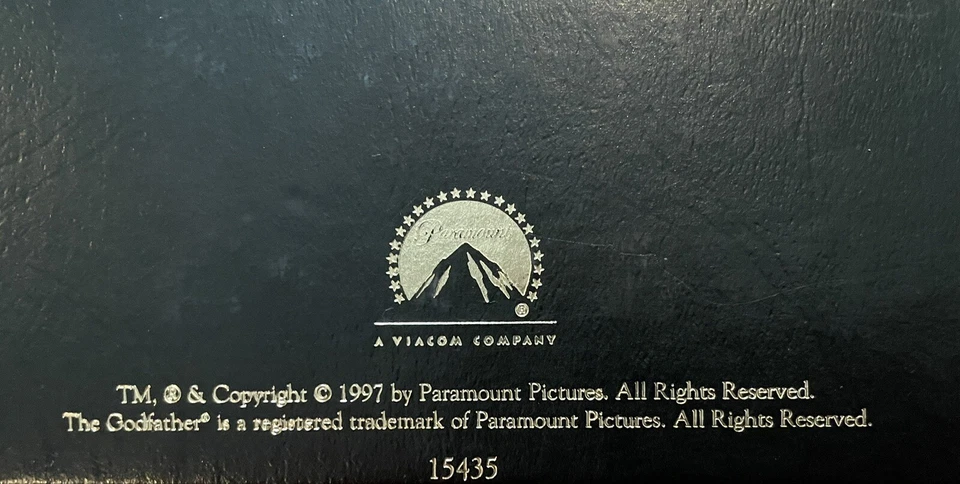 Paramount
®
A VIACOM COMPANY
TM, ® & Copyright © 1997 by Paramount Pictures. All Rights Reserved.
The Godfather® is a registered trademark of Paramount Pictures. All Rights Reserved.
15435